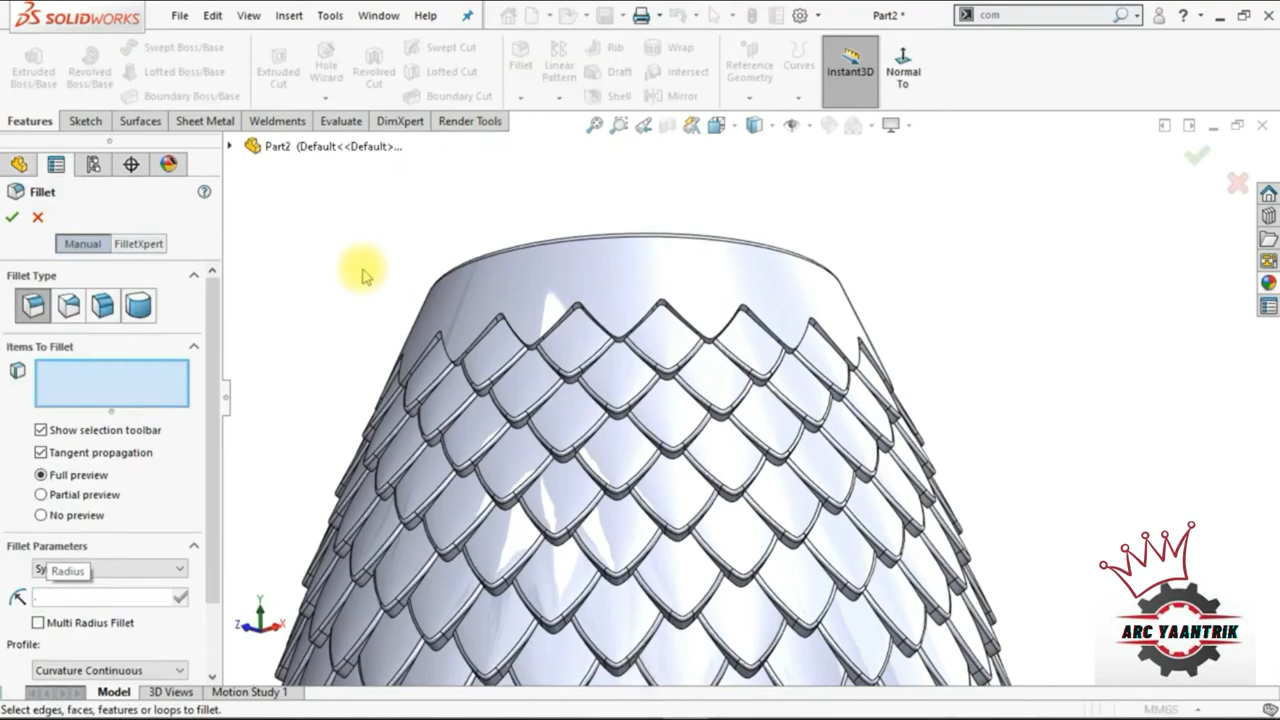 SOLIDWORKS
File Edit View Insert Tools Window Help
Part2 *
com
Extruded Boss/Base
Revolved Boss/Base
Swept Boss/Base
Lofted Boss/Base
Boundary Boss/Base
Extruded Cut
Hole Wizard
Revolved Cut
Swept Cut
Lofted Cut
Boundary Cut
Fillet
Linear Pattern
Rib
Draft
Shell
Wrap
Intersect
Mirror
Reference Geometry
Curves
Instant3D
Normal To
Features Sketch Surfaces Sheet Metal Weldments Evaluate DimXpert Render Tools
Part2 (Default<<Default>...
Fillet
Manual FilletXpert
Fillet Type
Items To Fillet
Show selection toolbar
Tangent propagation
Full preview
Partial preview
No preview
Fillet Parameters
Sy
Radius
.
Multi Radius Fillet
Profile:
Curvature Continuous
Y
Z
X
ARC YAANTRIK
Model 3D Views Motion Study 1
Select edges, faces, features or loops to fillet.
MMGS